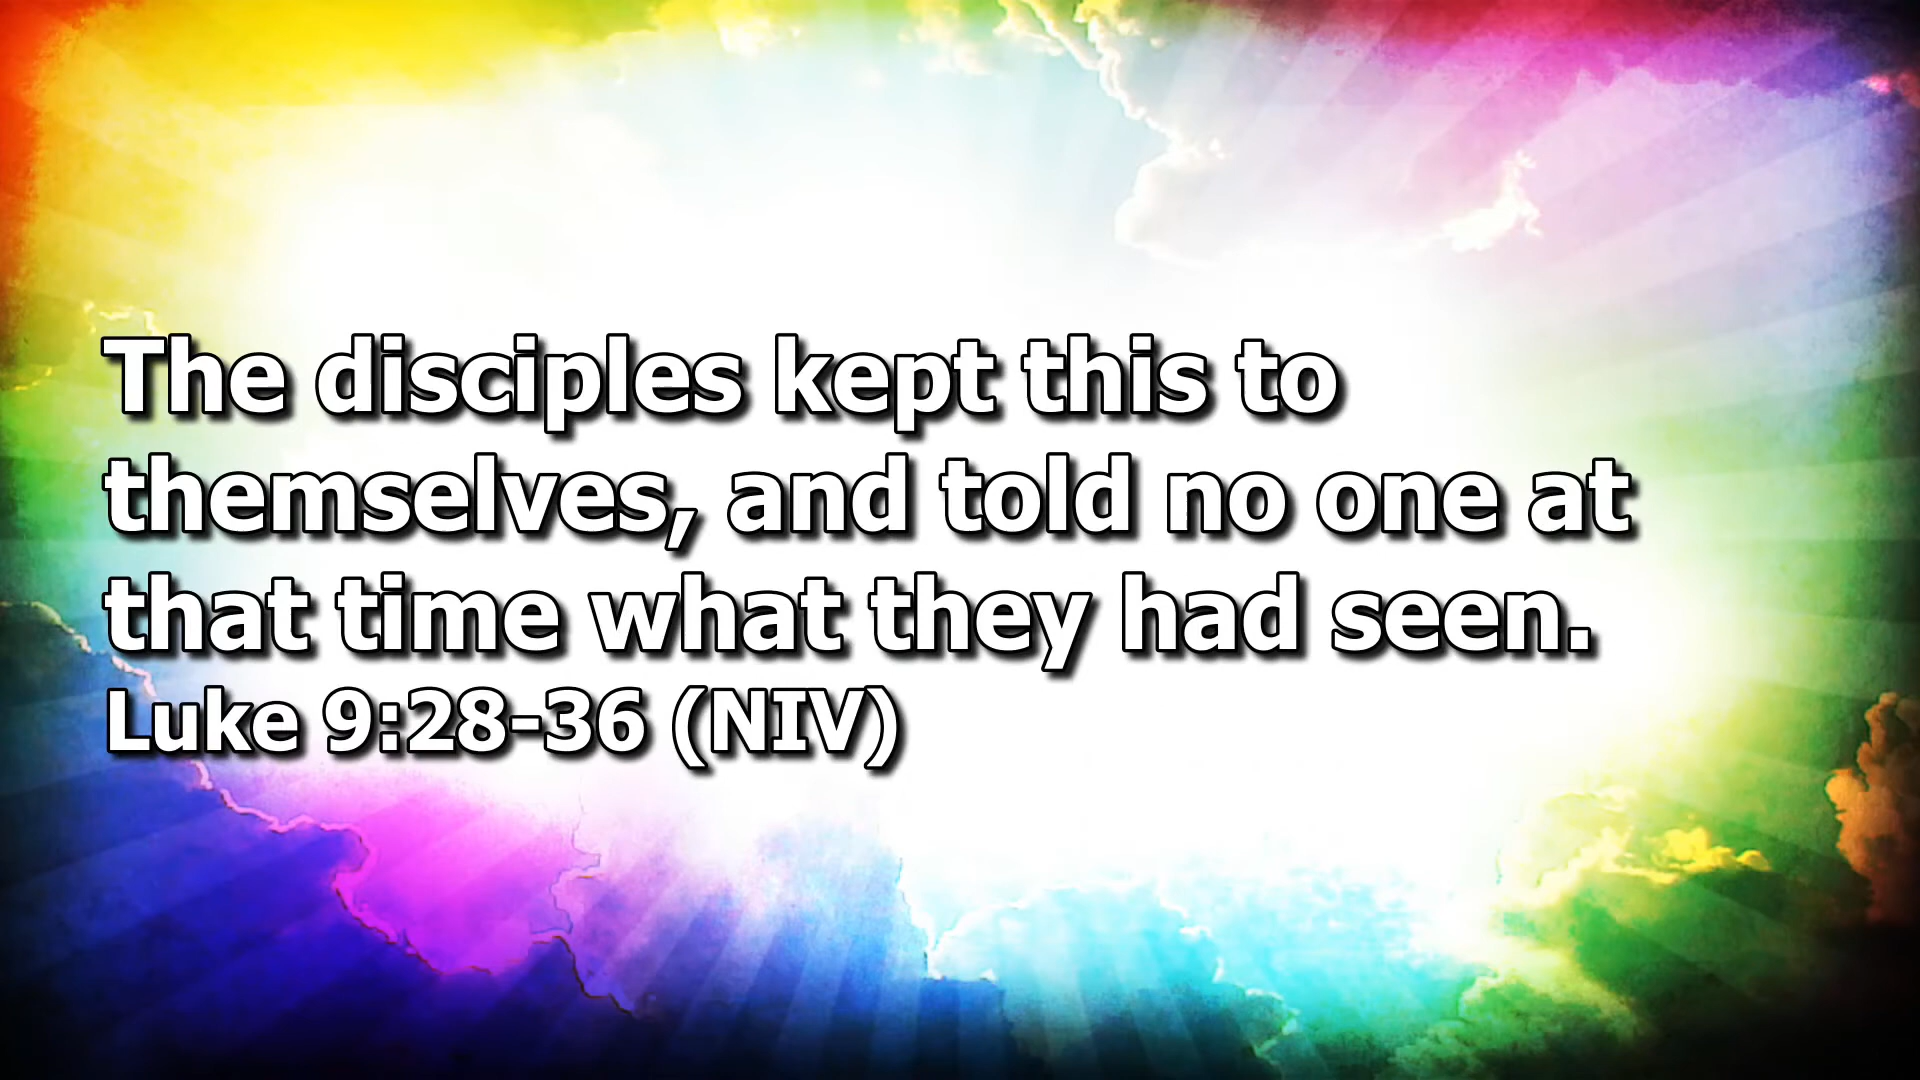 The disciples kept this to
themselves, and told no one at
that time what they had seen.
Luke 9:28-36 (NIV)